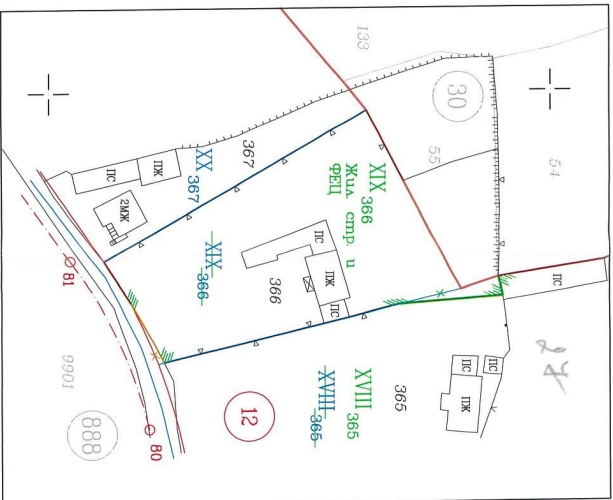 133
30
54
55
ПС
XIX 366
Жил. стр. и
ФЕЦ
367
XX 367
ПЖ
ПС
2МЖ
XIX 366
366
ПС
ПЖ
ПС
81
XVIII 365
XVIII 365
365
ПС
ПС
ПЖ
12
80
9901
888